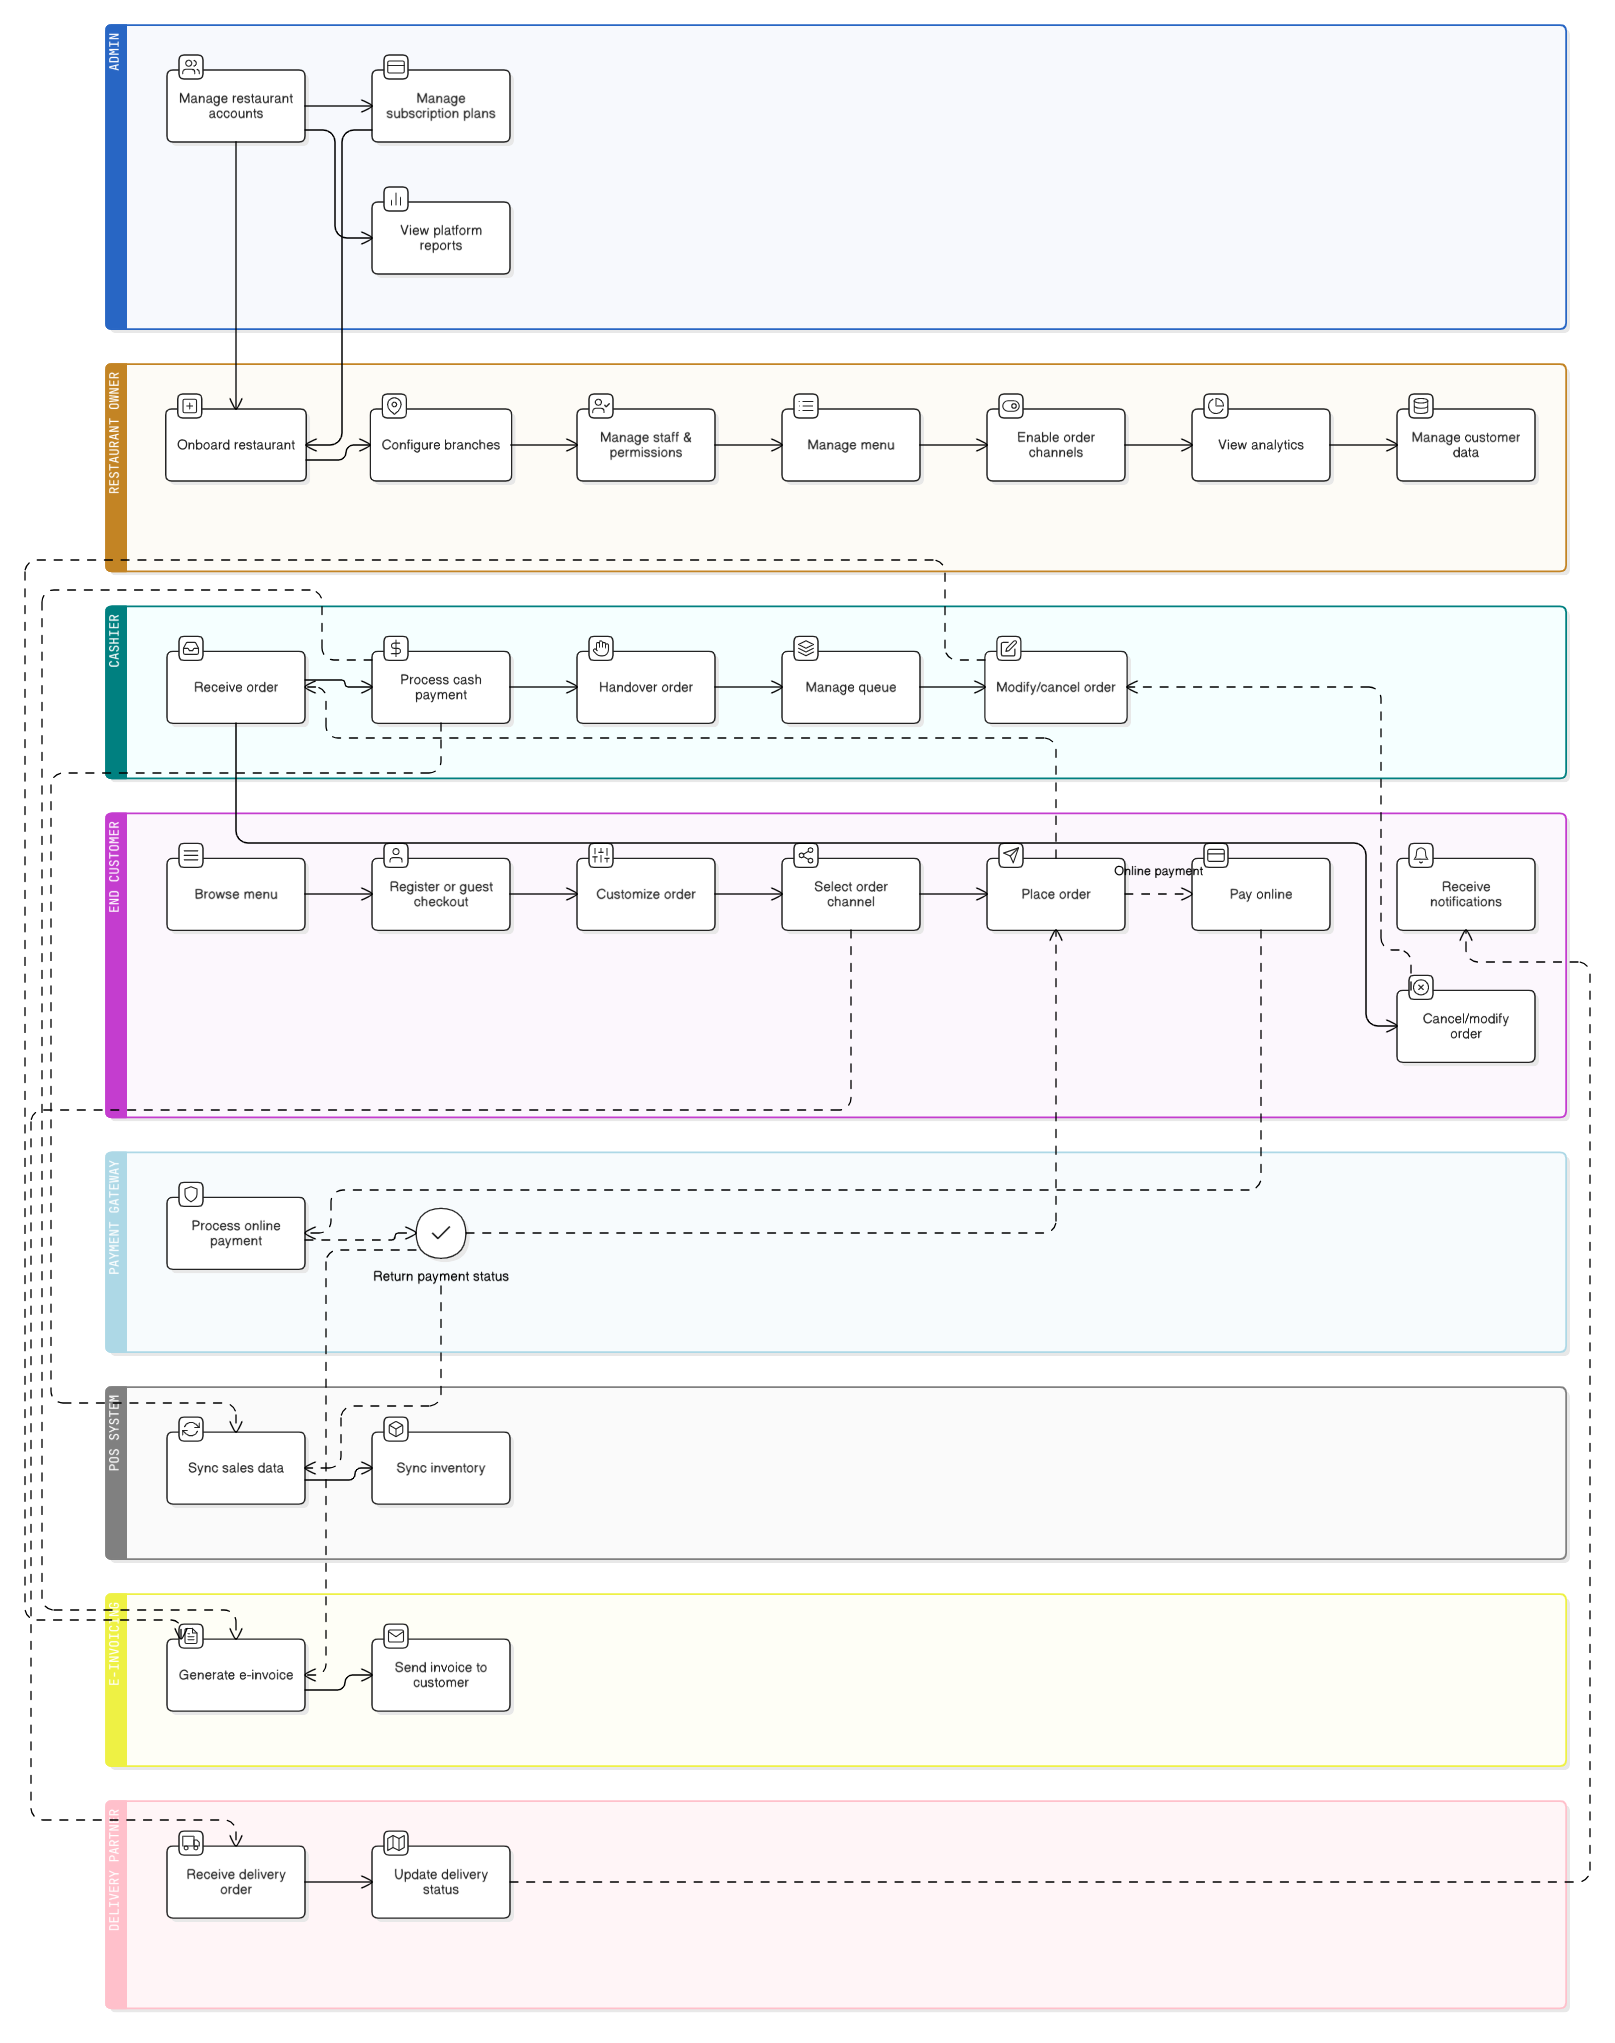 ADMIN
Manage restaurant
accounts
Manage
subscription plans
View platform
reports
RESTAURANT OWNER
Onboard restaurant
Configure branches
Manage staff &
permissions
Manage menu
Enable order
channels
View analytics
Manage customer
data
CASHIER
Receive order
Process cash
payment
Handover order
Manage queue
Modify/cancel order
END CUSTOMER
Browse menu
Register or guest
checkout
Customize order
Select order
channel
Place order
Online payment
Pay online
Receive
notifications
Cancel/modify
order
PAYMENT GATEWAY
Process online
payment
Return payment status
POS SYSTEM
Sync sales data
Sync inventory
E-INVOICING
Generate e-invoice
Send invoice to
customer
DELIVERY PARTNER
Receive delivery
order
Update delivery
status